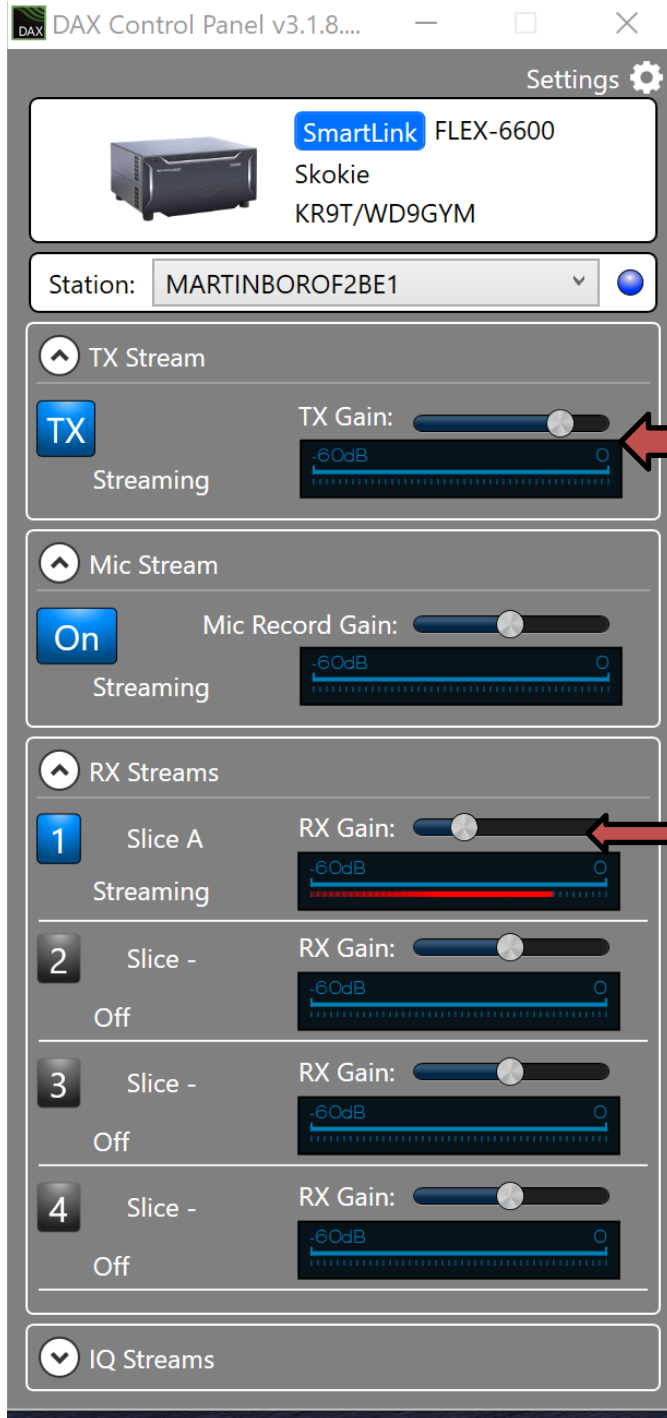 DAX DAX Control Panel v3.1.8....
Settings
SmartLink FLEX-6600
Skokie
KR9T/WD9GYM
Station: MARTINBOROF2BE1
TX Stream
TX TX Gain:
-60dB 0
Streaming
Mic Stream
On Mic Record Gain:
-60dB 0
Streaming
RX Streams
1 Slice A RX Gain:
-60dB 0
Streaming
2 Slice - RX Gain:
-60dB 0
Off
3 Slice - RX Gain:
-60dB 0
Off
4 Slice - RX Gain:
-60dB 0
Off
IQ Streams